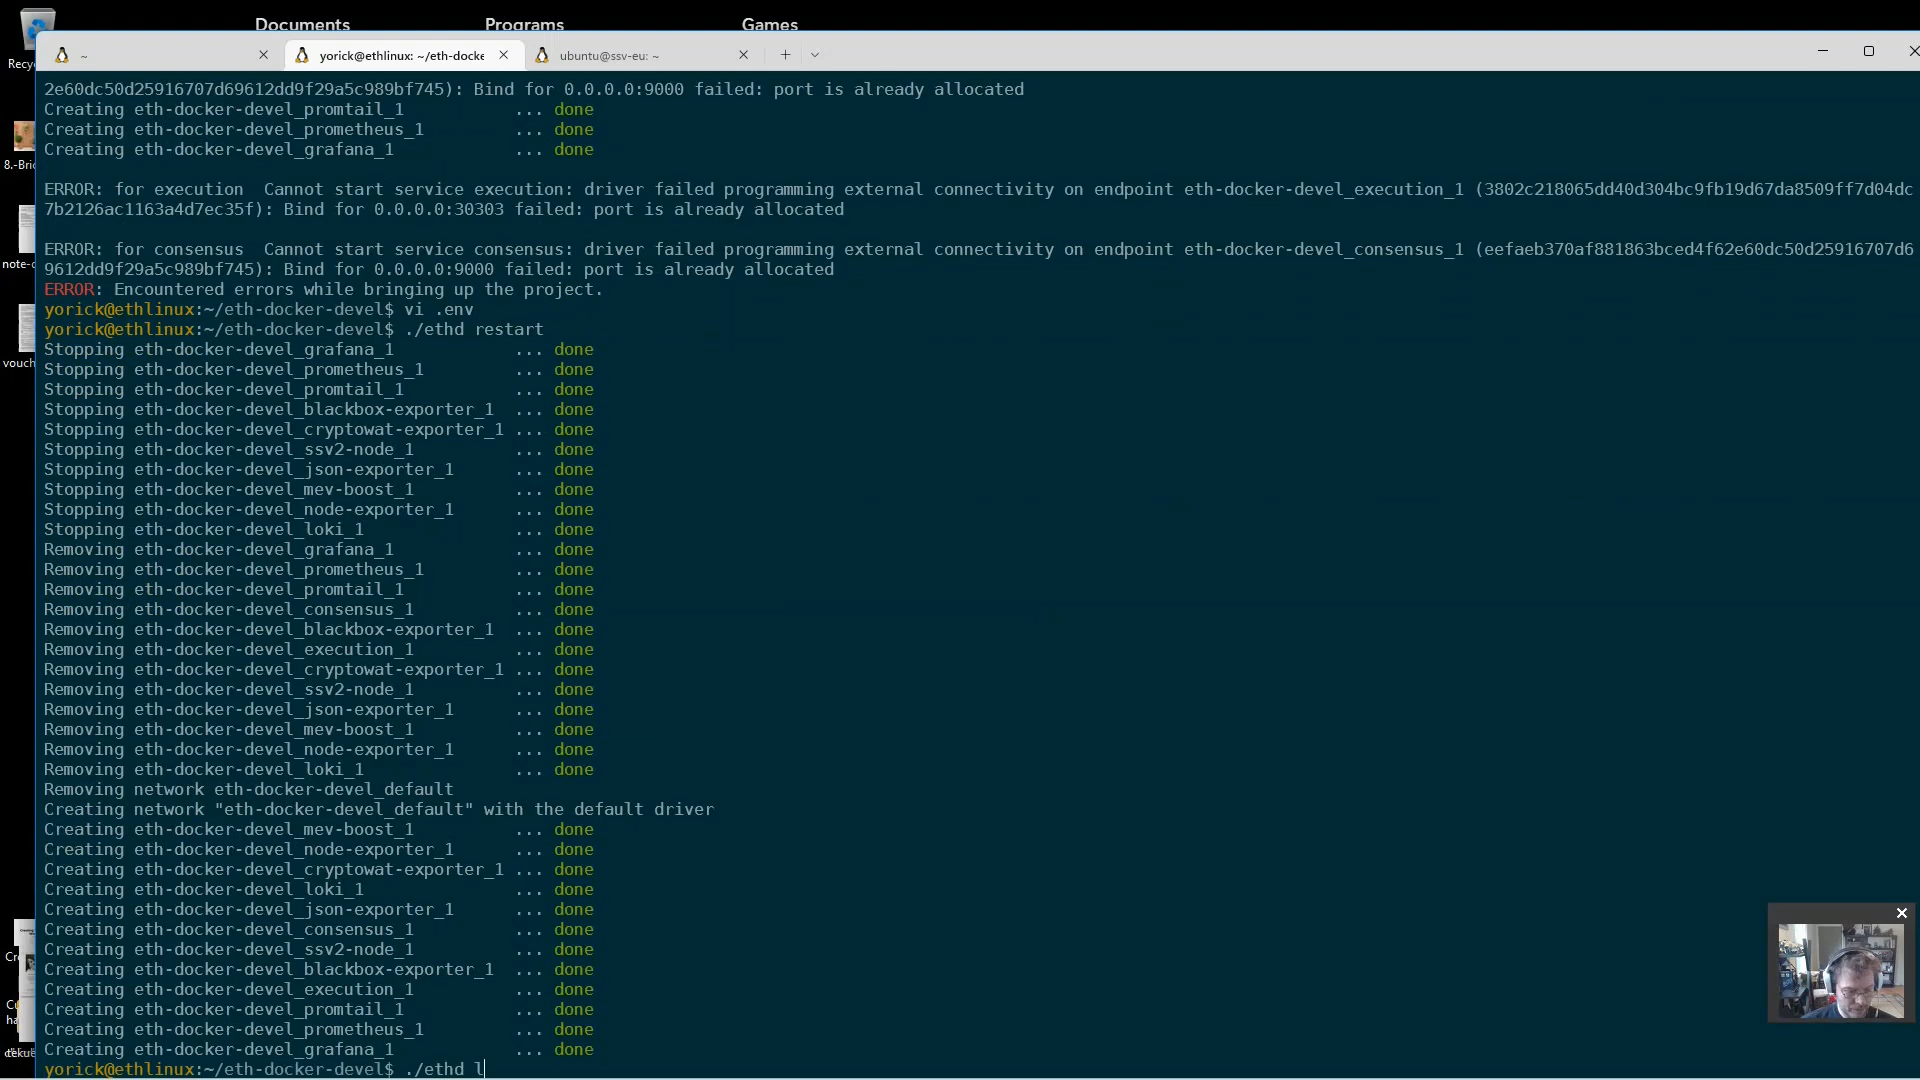 Documents
Programs
Games
~
yorick@ethlinux: ~/eth-docke
ubuntu@ssv-eu: ~
2e60dc50d25916707d69612dd9f29a5c989bf745): Bind for 0.0.0.0:9000 failed: port is already allocated
Creating eth-docker-devel_promtail_1 ... done
Creating eth-docker-devel_prometheus_1 ... done
Creating eth-docker-devel_grafana_1 ... done
ERROR: for execution  Cannot start service execution: driver failed programming external connectivity on endpoint eth-docker-devel_execution_1 (3802c218065dd40d304bc9fb19d67da8509ff7d04dc
7b2126ac1163a4d7ec35f): Bind for 0.0.0.0:30303 failed: port is already allocated
ERROR: for consensus  Cannot start service consensus: driver failed programming external connectivity on endpoint eth-docker-devel_consensus_1 (eefaeb370af881863bced4f62e60dc50d25916707d6
9612dd9f29a5c989bf745): Bind for 0.0.0.0:9000 failed: port is already allocated
ERROR: Encountered errors while bringing up the project.
yorick@ethlinux:~/eth-docker-devel$ vi .env
yorick@ethlinux:~/eth-docker-devel$ ./ethd restart
Stopping eth-docker-devel_grafana_1 ... done
Stopping eth-docker-devel_prometheus_1 ... done
Stopping eth-docker-devel_promtail_1 ... done
Stopping eth-docker-devel_blackbox-exporter_1 ... done
Stopping eth-docker-devel_cryptowat-exporter_1 ... done
Stopping eth-docker-devel_ssv2-node_1 ... done
Stopping eth-docker-devel_json-exporter_1 ... done
Stopping eth-docker-devel_mev-boost_1 ... done
Stopping eth-docker-devel_node-exporter_1 ... done
Stopping eth-docker-devel_loki_1 ... done
Removing eth-docker-devel_grafana_1 ... done
Removing eth-docker-devel_prometheus_1 ... done
Removing eth-docker-devel_promtail_1 ... done
Removing eth-docker-devel_consensus_1 ... done
Removing eth-docker-devel_blackbox-exporter_1 ... done
Removing eth-docker-devel_execution_1 ... done
Removing eth-docker-devel_cryptowat-exporter_1 ... done
Removing eth-docker-devel_ssv2-node_1 ... done
Removing eth-docker-devel_json-exporter_1 ... done
Removing eth-docker-devel_mev-boost_1 ... done
Removing eth-docker-devel_node-exporter_1 ... done
Removing eth-docker-devel_loki_1 ... done
Removing network eth-docker-devel_default
Creating network "eth-docker-devel_default" with the default driver
Creating eth-docker-devel_mev-boost_1 ... done
Creating eth-docker-devel_node-exporter_1 ... done
Creating eth-docker-devel_cryptowat-exporter_1 ... done
Creating eth-docker-devel_loki_1 ... done
Creating eth-docker-devel_json-exporter_1 ... done
Creating eth-docker-devel_consensus_1 ... done
Creating eth-docker-devel_ssv2-node_1 ... done
Creating eth-docker-devel_blackbox-exporter_1 ... done
Creating eth-docker-devel_execution_1 ... done
Creating eth-docker-devel_promtail_1 ... done
Creating eth-docker-devel_prometheus_1 ... done
Creating eth-docker-devel_grafana_1 ... done
yorick@ethlinux:~/eth-docker-devel$ ./ethd l
Recy
8.-Bric
note-c
vouch